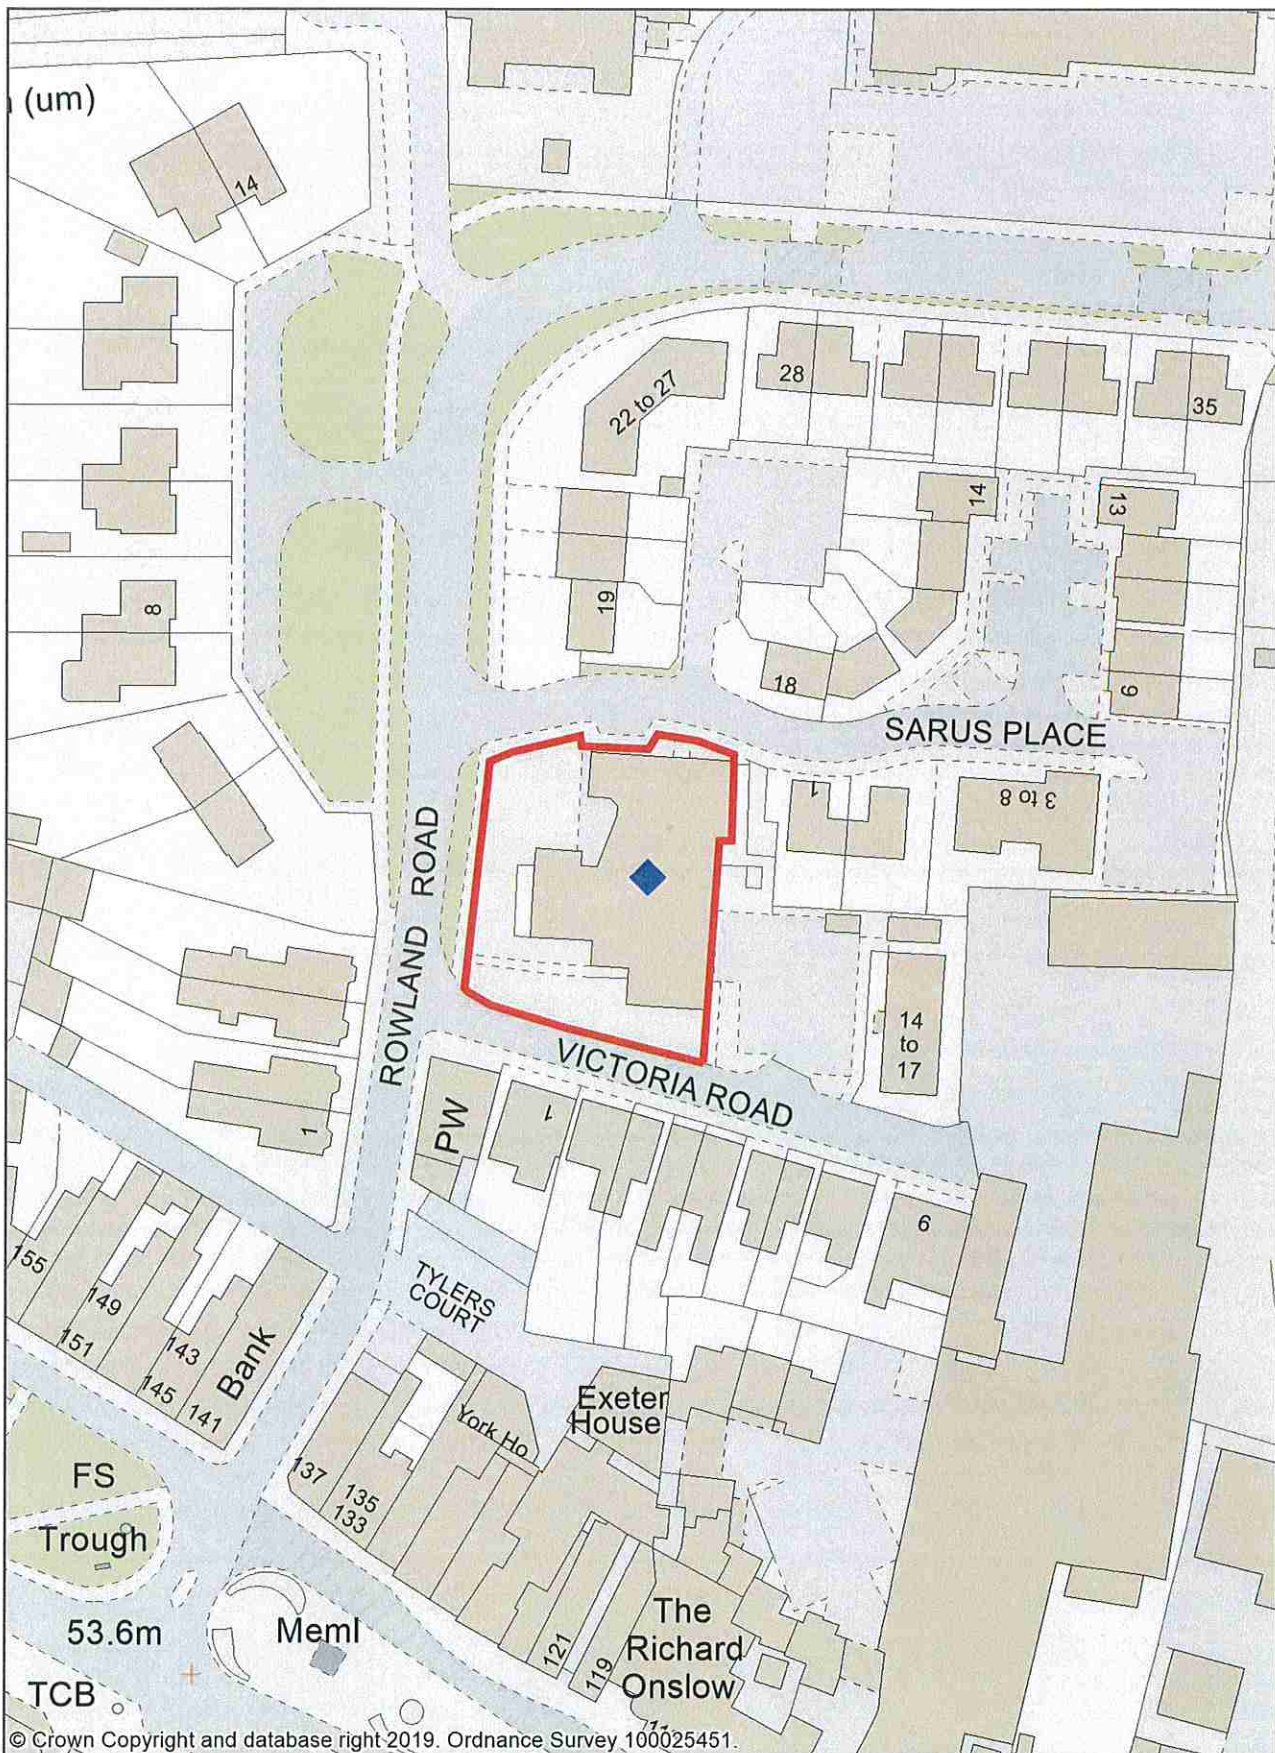 (um)
14
28
22 to 27
35
14
13
8
19
18
9
SARUS PLACE
1
3 to 8
ROWLAND ROAD
14
to
17
VICTORIA ROAD
PW
1
1
6
TYLERS
COURT
155
149
151
143
145
141
Bank
Exeter
House
York Ho
137
135
133
FS
Trough
53.6m
Meml
121
119
The
Richard
Onslow
TCB
© Crown Copyright and database right 2019. Ordnance Survey 100025451.